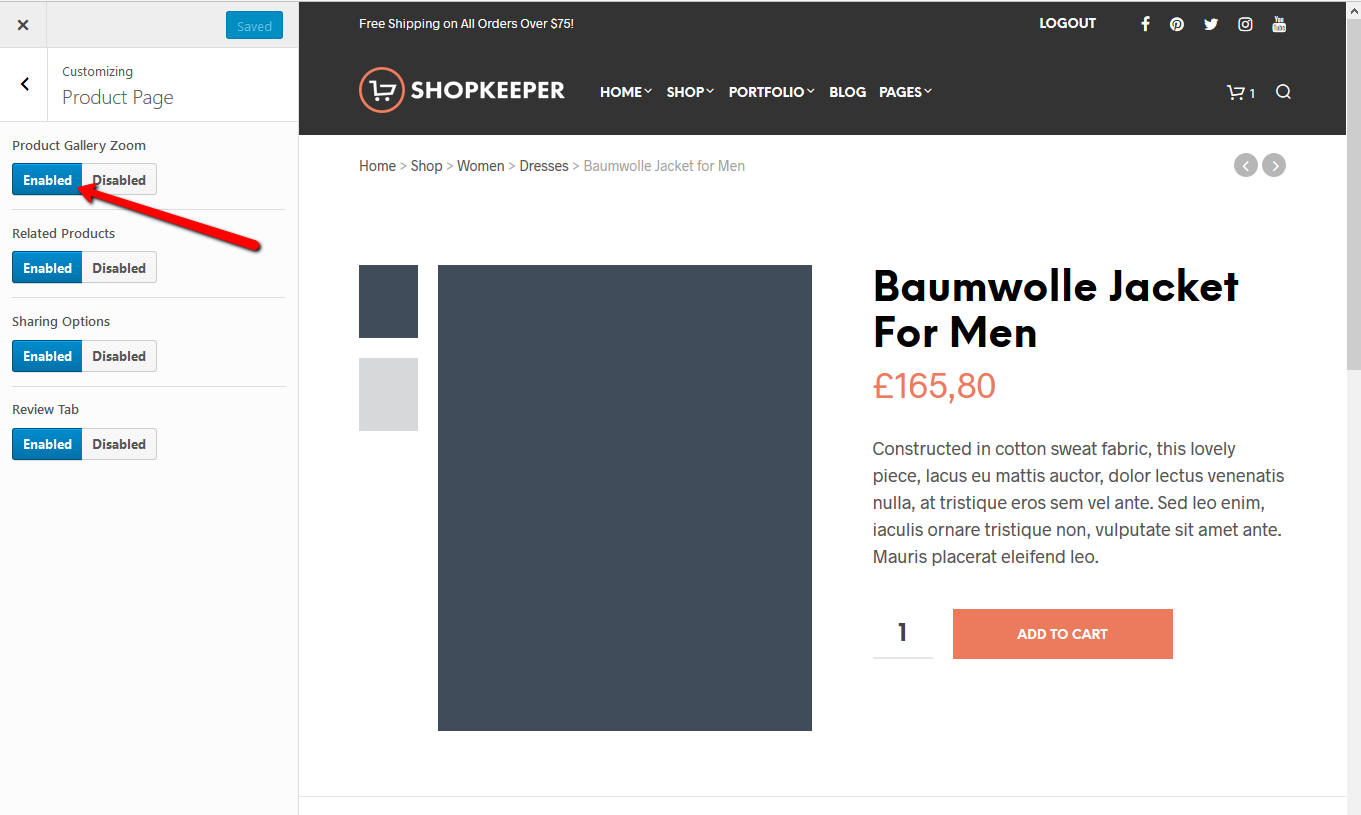 Saved
Customizing
Product Page
Product Gallery Zoom
Enabled Disabled
Related Products
Enabled Disabled
Sharing Options
Enabled Disabled
Review Tab
Enabled Disabled
Free Shipping on All Orders Over $75!
LOGOUT
You Tube
SHOPKEEPER
HOME SHOP PORTFOLIO BLOG PAGES
1
Home > Shop > Women > Dresses > Baumwolle Jacket for Men
Baumwolle Jacket
For Men
£165,80
Constructed in cotton sweat fabric, this lovely
piece, lacus eu mattis auctor, dolor lectus venenatis
nulla, at tristique eros sem vel ante. Sed leo enim,
iaculis ornare tristique non, vulputate sit amet ante.
Mauris placerat eleifend leo.
1
ADD TO CART